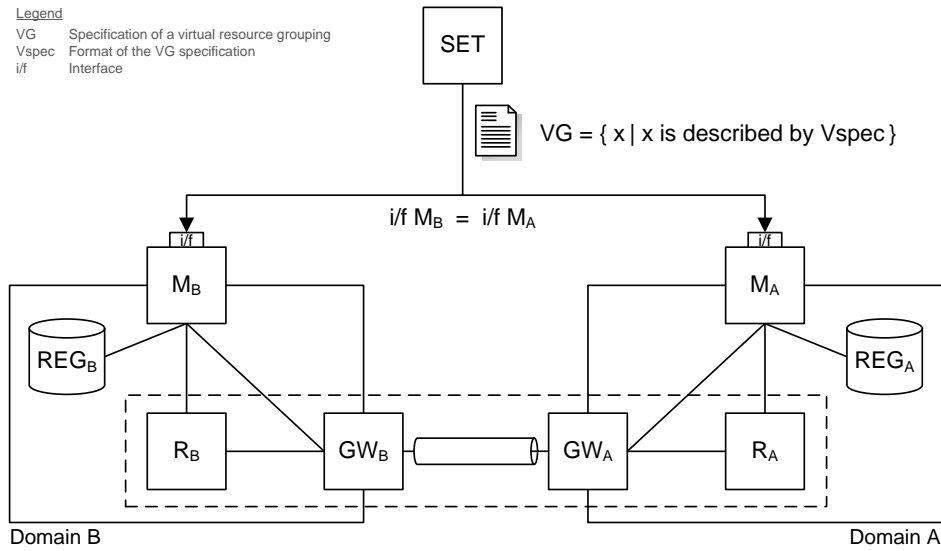 Legend
VG Specification of a virtual resource grouping
Vspec Format of the VG specification
i/f Interface
SET
VG = { x | x is described by Vspec }
i/f M_B = i/f M_A
i/f
i/f
M_B
M_A
REG_B
REG_A
R_B
GW_B
GW_A
R_A
Domain B
Domain A